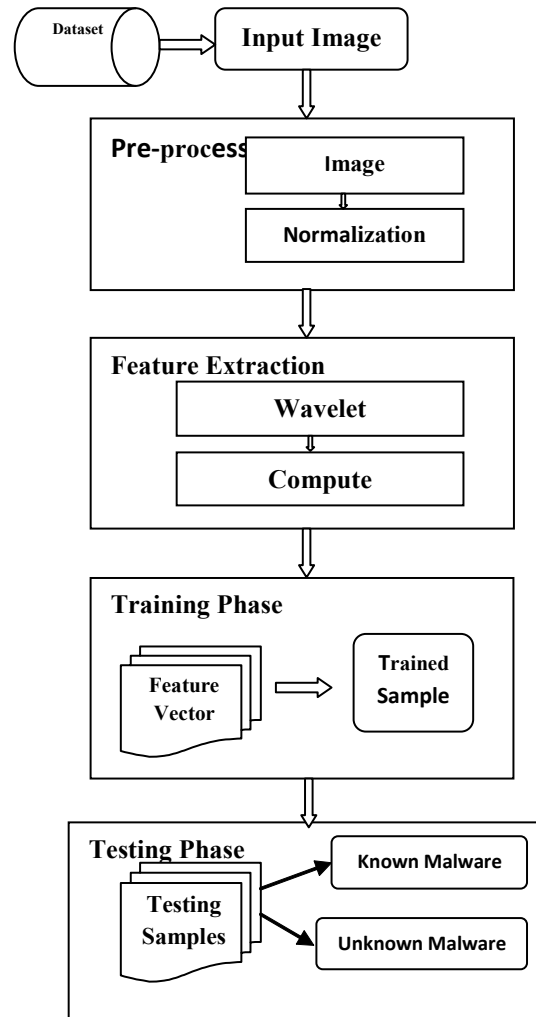 Dataset
Input Image
Pre-process
Image
Normalization
Feature Extraction
Wavelet
Compute
Training Phase
Feature
Vector
Trained
Sample
Testing Phase
Testing
Samples
Known Malware
Unknown Malware